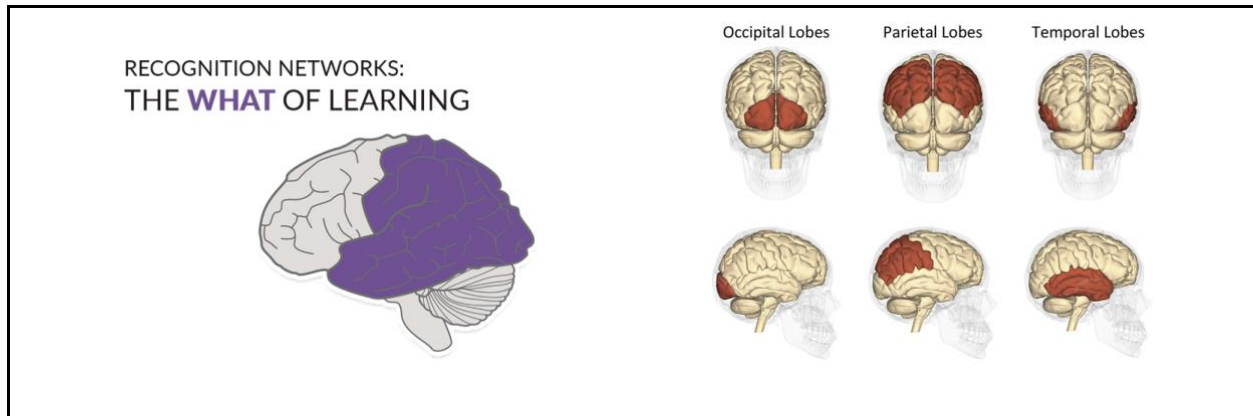 RECOGNITION NETWORKS:
THE WHAT OF LEARNING
Occipital Lobes
Parietal Lobes
Temporal Lobes